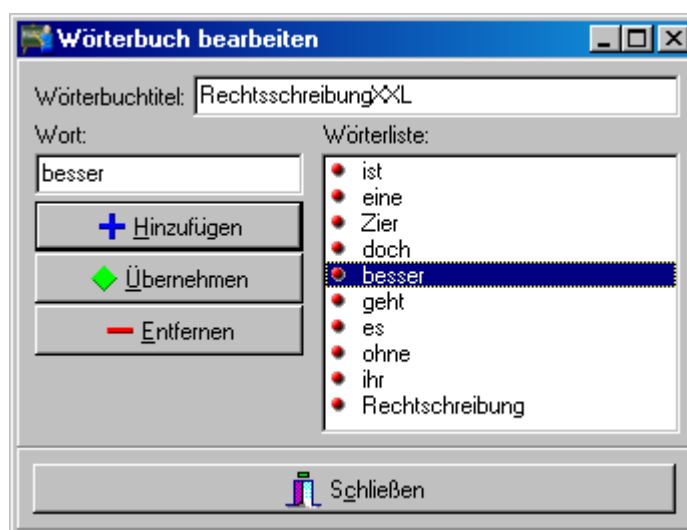 Wörterbuch bearbeiten
Wörterbuchtitel: RechtsschreibungXXL
Wort:
besser
Hinzufügen
Übernehmen
Entfernen
Wörterliste:
ist
eine
Zier
doch
besser
geht
es
ohne
ihr
Rechtschreibung
Schließen